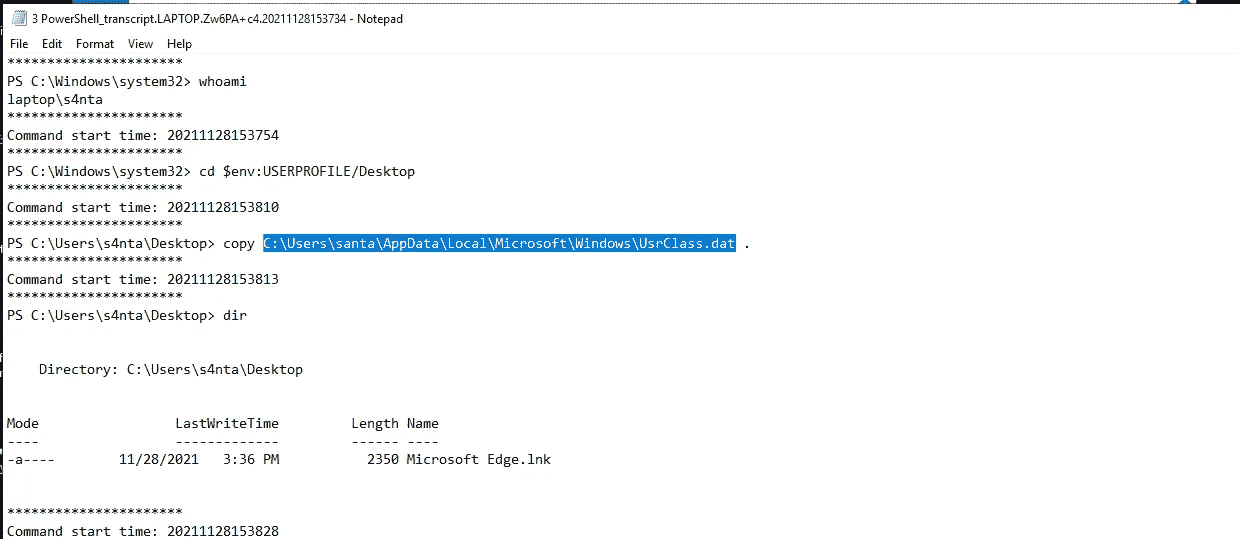 3 PowerShell_transcript.LAPTOP.Zw6PA+c4.20211128153734 - Notepad
File Edit Format View Help
**********************
PS C:\Windows\system32> whoami
laptop\s4nta
**********************
Command start time: 20211128153754
**********************
PS C:\Windows\system32> cd $env:USERPROFILE/Desktop
**********************
Command start time: 20211128153810
**********************
PS C:\Users\s4nta\Desktop> copy C:\Users\santa\AppData\Local\Microsoft\Windows\UsrClass.dat .
**********************
Command start time: 20211128153813
**********************
PS C:\Users\s4nta\Desktop> dir
Directory: C:\Users\s4nta\Desktop
Mode LastWriteTime Length Name
---- ------------- ------ ----
-a---- 11/28/2021 3:36 PM 2350 Microsoft Edge.lnk
**********************
Command start time: 20211128153828